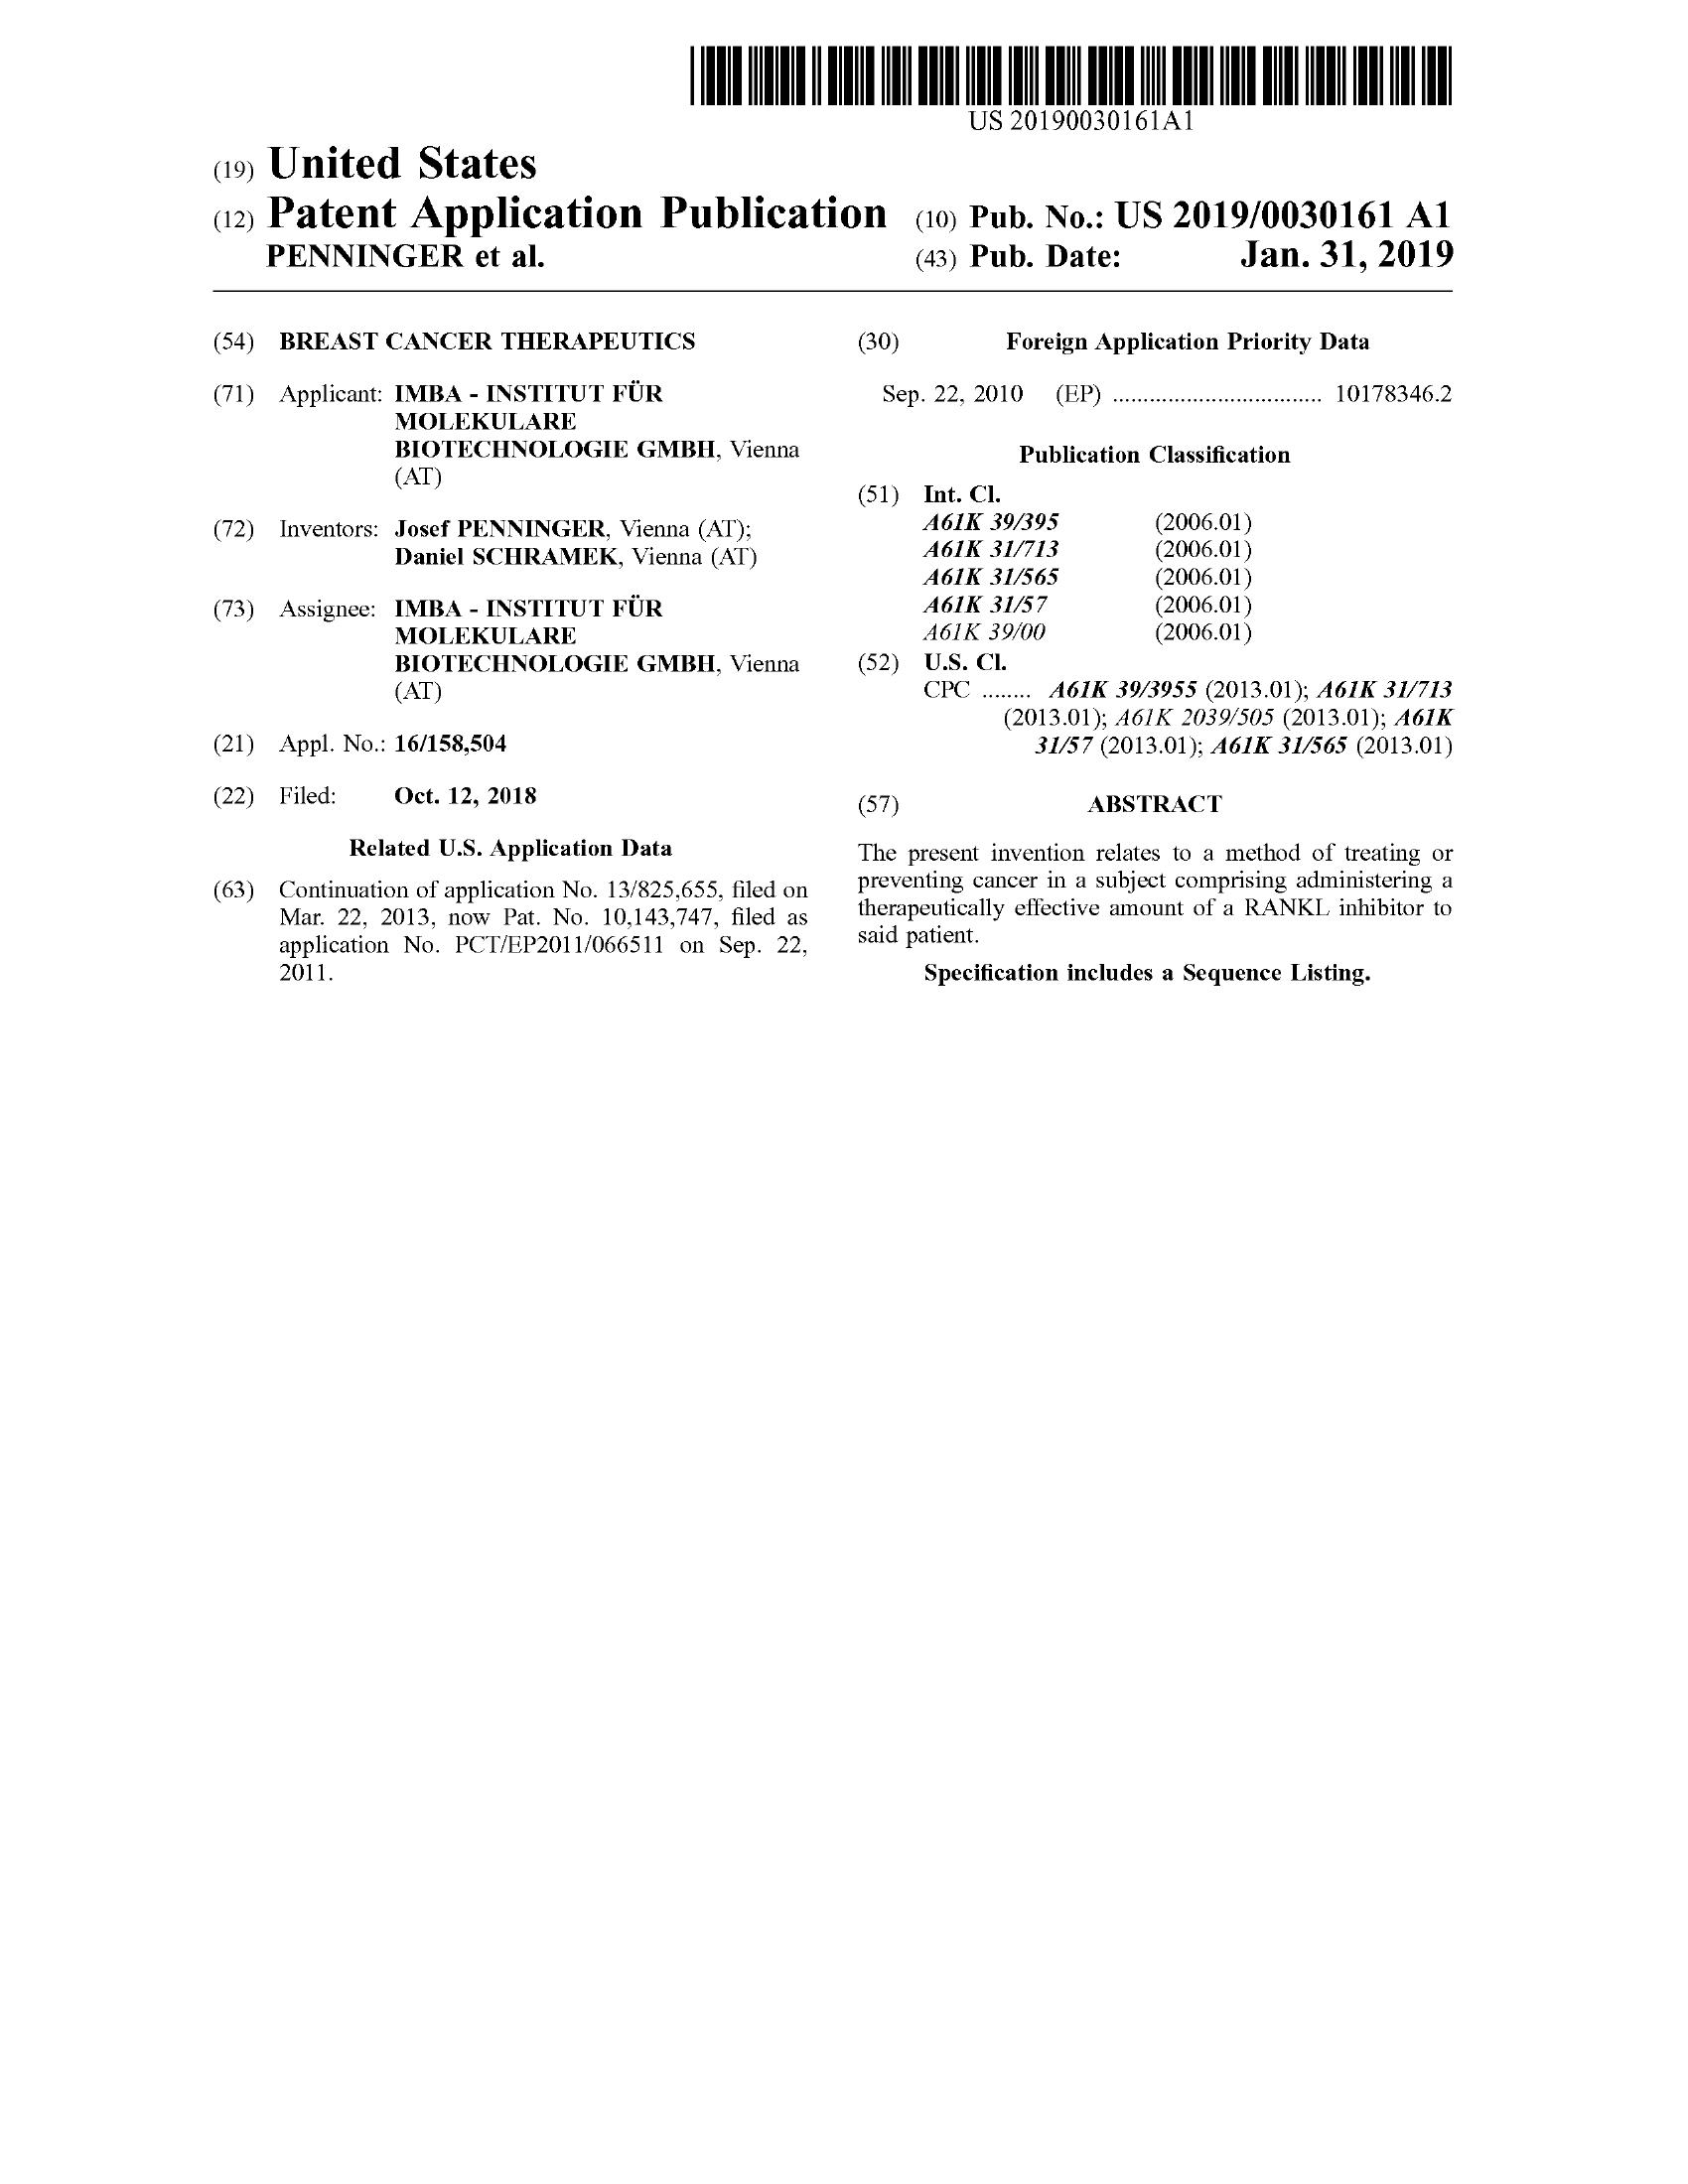 US 20190030161A1
(19) United States
(12) Patent Application Publication
PENNINGER et al.
(10) Pub. No.: US 2019/0030161 A1
(43) Pub. Date: Jan. 31, 2019
(54) BREAST CANCER THERAPEUTICS
(71) Applicant: IMBA - INSTITUT FÜR
MOLEKULARE
BIOTECHNOLOGIE GMBH, Vienna
(AT)
(72) Inventors: Josef PENNINGER, Vienna (AT);
Daniel SCHRAMEK, Vienna (AT)
(73) Assignee: IMBA - INSTITUT FÜR
MOLEKULARE
BIOTECHNOLOGIE GMBH, Vienna
(AT)
(21) Appl. No.: 16/158,504
(22) Filed: Oct. 12, 2018
Related U.S. Application Data
(63) Continuation of application No. 13/825,655, filed on
Mar. 22, 2013, now Pat. No. 10,143,747, filed as
application No. PCT/EP2011/066511 on Sep. 22,
2011.
(30) Foreign Application Priority Data
Sep. 22, 2010 (EP) ................................ 10178346.2
Publication Classification
(51) Int. Cl.
A61K 39/395 (2006.01)
A61K 31/713 (2006.01)
A61K 31/565 (2006.01)
A61K 31/57 (2006.01)
A61K 39/00 (2006.01)
(52) U.S. Cl.
CPC ........ A61K 39/3955 (2013.01); A61K 31/713
(2013.01); A61K 2039/505 (2013.01); A61K
31/57 (2013.01); A61K 31/565 (2013.01)
(57) ABSTRACT
The present invention relates to a method of treating or
preventing cancer in a subject comprising administering a
therapeutically effective amount of a RANKL inhibitor to
said patient.
Specification includes a Sequence Listing.